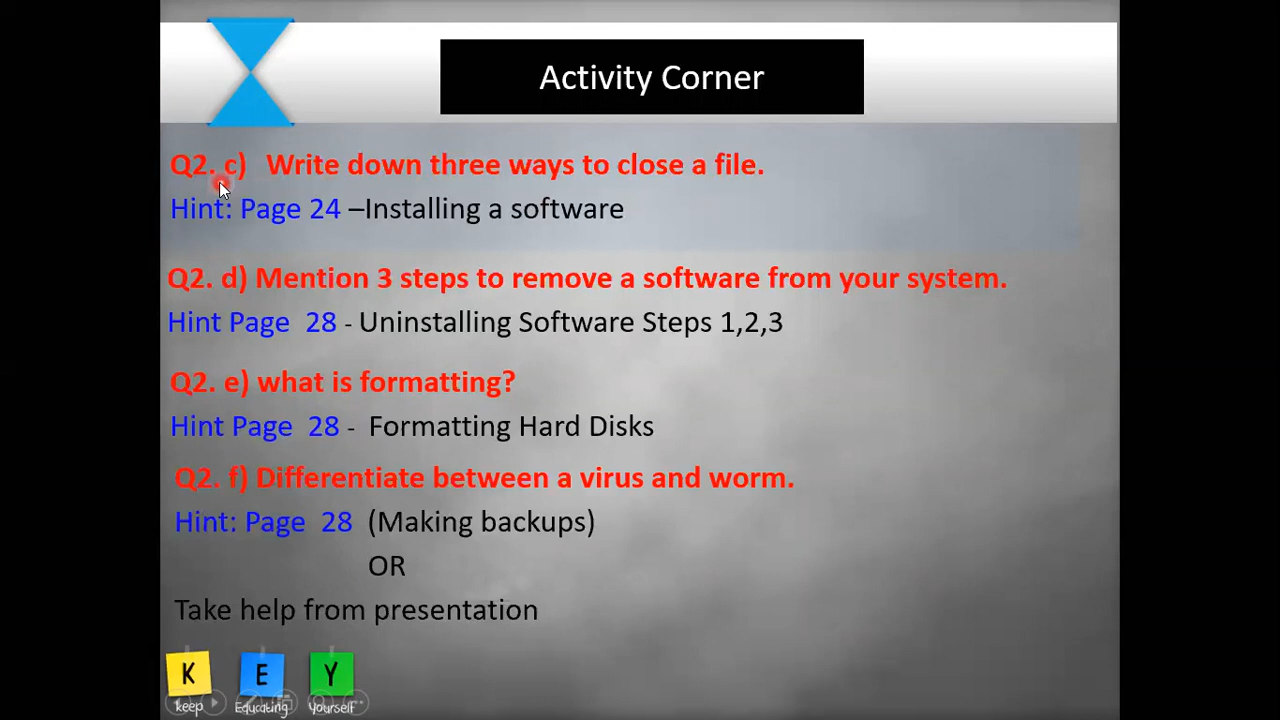 Activity Corner
Q2. c) Write down three ways to close a file.
Hint: Page 24 –Installing a software
Q2. d) Mention 3 steps to remove a software from your system.
Hint Page 28 - Uninstalling Software Steps 1,2,3
Q2. e) what is formatting?
Hint Page 28 - Formatting Hard Disks
Q2. f) Differentiate between a virus and worm.
Hint: Page 28 (Making backups)
OR
Take help from presentation
K E Y
keep Educating Yourself